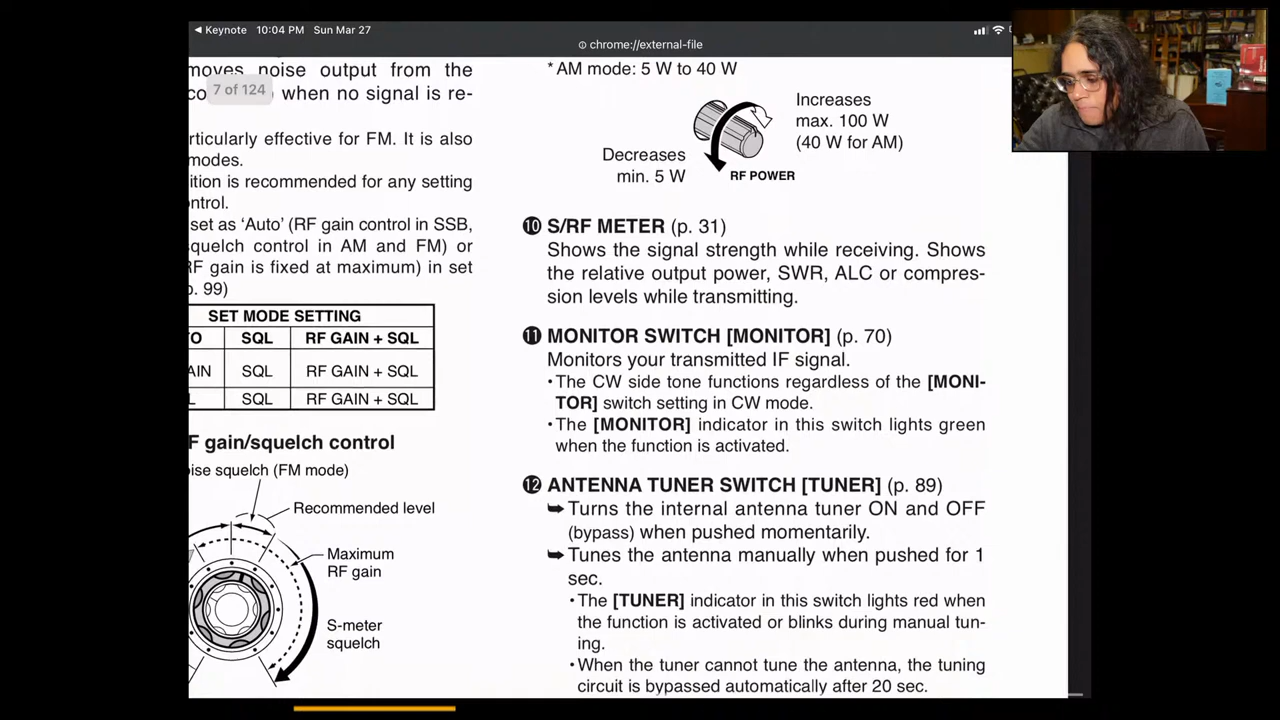 Keynote 10:04 PM Sun Mar 27
chrome://external-file
7 of 124
moves noise output from the
when no signal is re-
rticularly effective for FM. It is also
modes.
ition is recommended for any setting
ontrol.
set as ‘Auto’ (RF gain control in SSB,
squelch control in AM and FM) or
RF gain is fixed at maximum) in set
p. 99)
SET MODE SETTING
TO SQL RF GAIN + SQL
AIN SQL RF GAIN + SQL
L SQL RF GAIN + SQL
F gain/squelch control
oise squelch (FM mode)
Recommended level
Maximum
RF gain
S-meter
squelch
* AM mode: 5 W to 40 W
Increases
max. 100 W
(40 W for AM)
Decreases
min. 5 W
RF POWER
⑩ S/RF METER (p. 31)
Shows the signal strength while receiving. Shows
the relative output power, SWR, ALC or compres-
sion levels while transmitting.
⑪ MONITOR SWITCH [MONITOR] (p. 70)
Monitors your transmitted IF signal.
• The CW side tone functions regardless of the [MONI-
TOR] switch setting in CW mode.
• The [MONITOR] indicator in this switch lights green
when the function is activated.
⑫ ANTENNA TUNER SWITCH [TUNER] (p. 89)
➥ Turns the internal antenna tuner ON and OFF
(bypass) when pushed momentarily.
➥ Tunes the antenna manually when pushed for 1
sec.
• The [TUNER] indicator in this switch lights red when
the function is activated or blinks during manual tun-
ing.
• When the tuner cannot tune the antenna, the tuning
circuit is bypassed automatically after 20 sec.